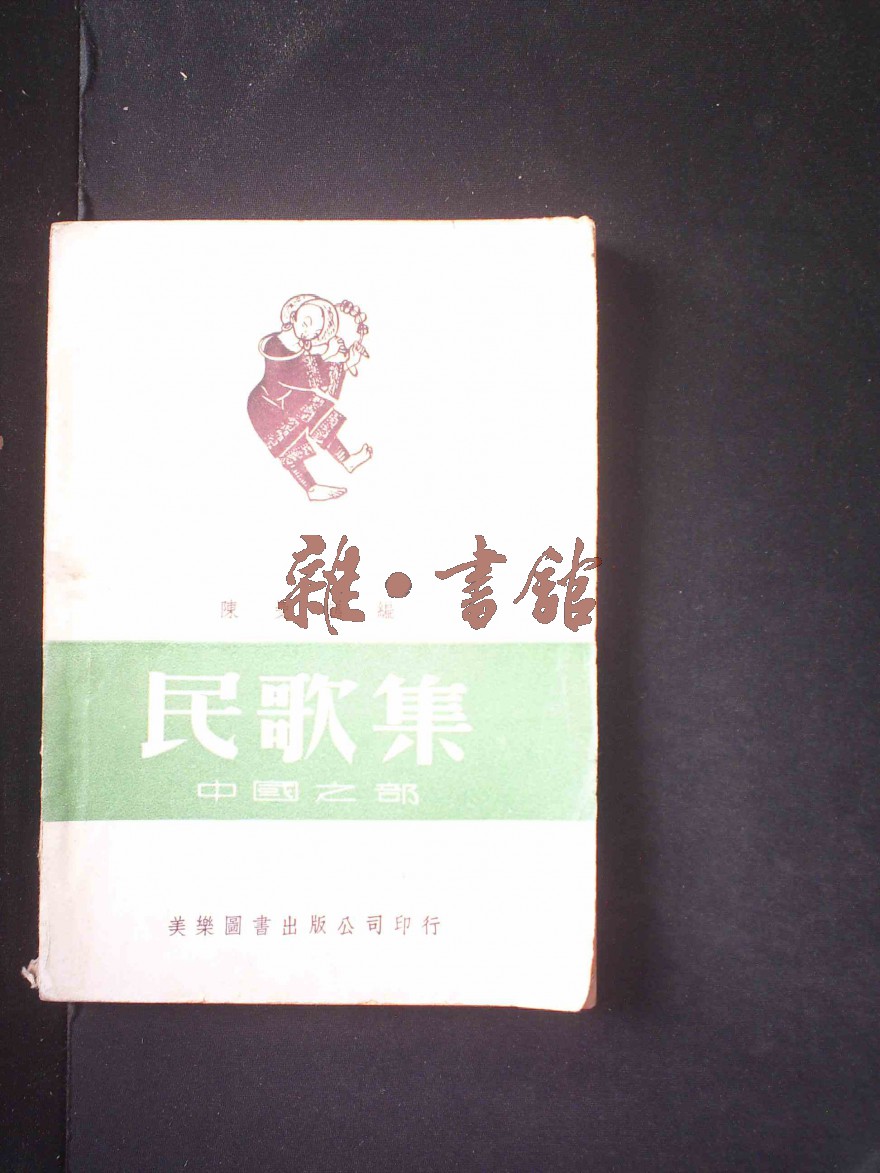 陳 編
雜·書館
民歌集
中國之部
美樂圖書出版公司印行